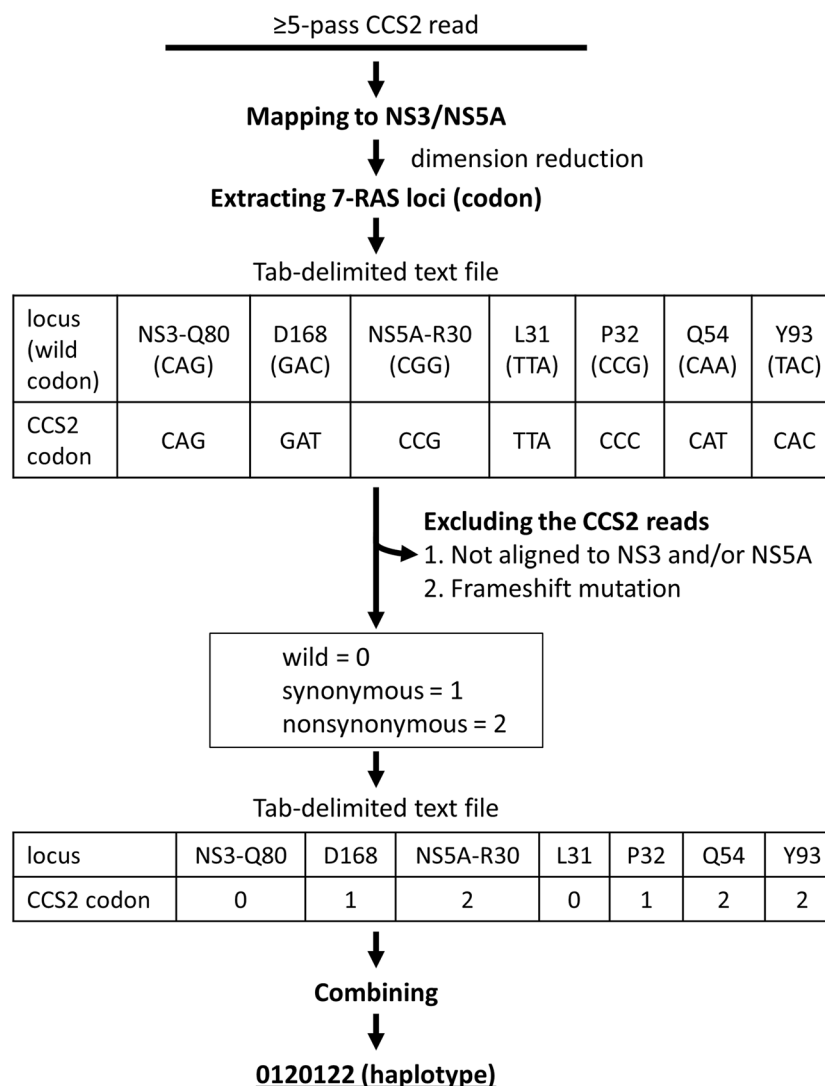 ≥5-pass CCS2 read
Mapping to NS3/NS5A
dimension reduction
Extracting 7-RAS loci (codon)
Tab-delimited text file
locus (wild codon) NS3-Q80 (CAG) D168 (GAC) NS5A-R30 (CGG) L31 (TTA) P32 (CCG) Q54 (CAA) Y93 (TAC)
CCS2 codon CAG GAT CCG TTA CCC CAT CAC
Excluding the CCS2 reads
1. Not aligned to NS3 and/or NS5A
2. Frameshift mutation
wild = 0
synonymous = 1
nonsynonymous = 2
Tab-delimited text file
locus NS3-Q80 D168 NS5A-R30 L31 P32 Q54 Y93
CCS2 codon 0 1 2 0 1 2 2
Combining
0120122 (haplotype)